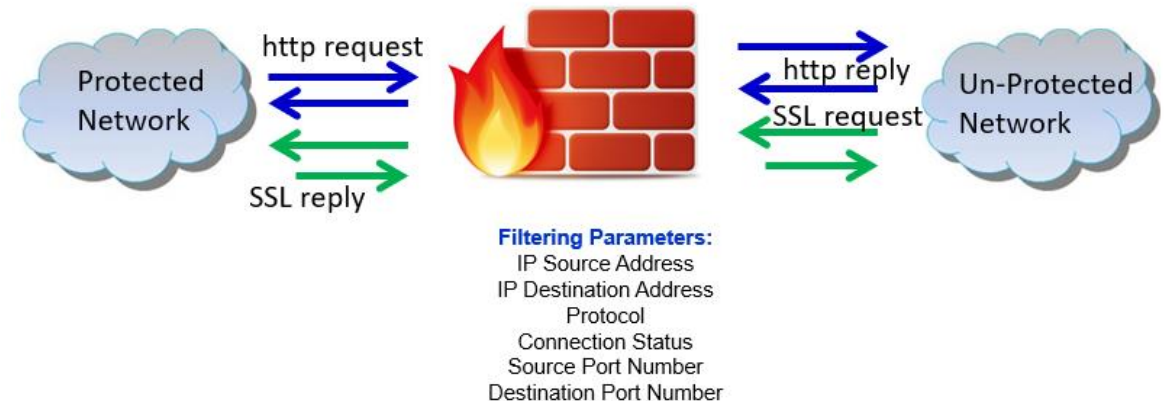 Protected
Network
http request
SSL reply
http reply
SSL request
Un-Protected
Network
Filtering Parameters:
IP Source Address
IP Destination Address
Protocol
Connection Status
Source Port Number
Destination Port Number